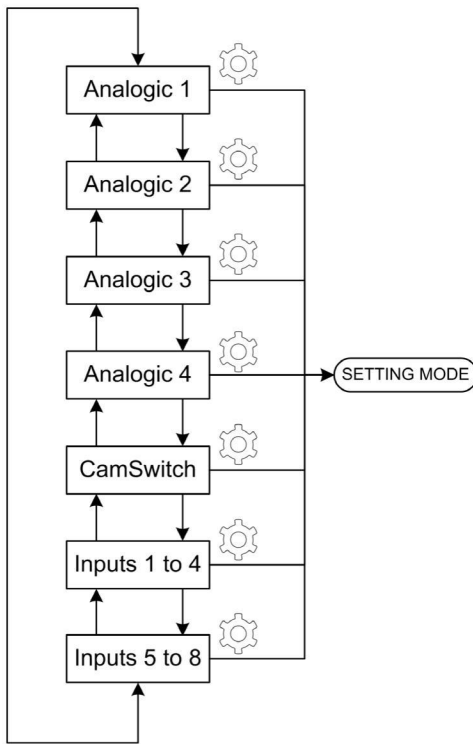 Analogic 1
Analogic 2
Analogic 3
Analogic 4
SETTING MODE
CamSwitch
Inputs 1 to 4
Inputs 5 to 8